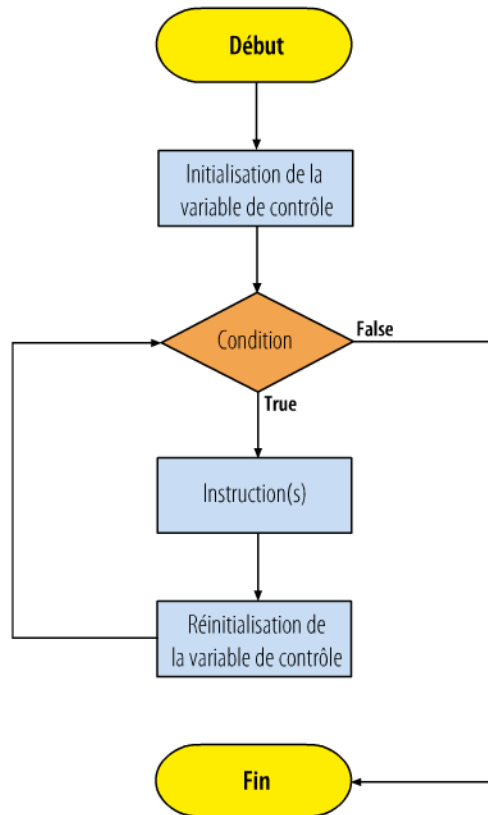 Début
Initialisation de la
variable de contrôle
Condition
False
True
Instruction(s)
Réinitialisation de
la variable de contrôle
Fin